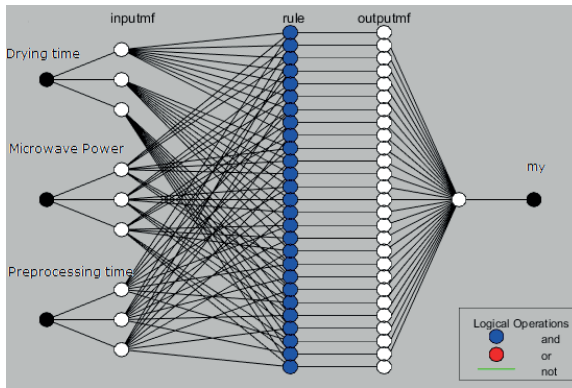 inputmf
rule
outputmf
Drying time
Microwave Power
my
Preprocessing time
Logical Operations
and
or
not